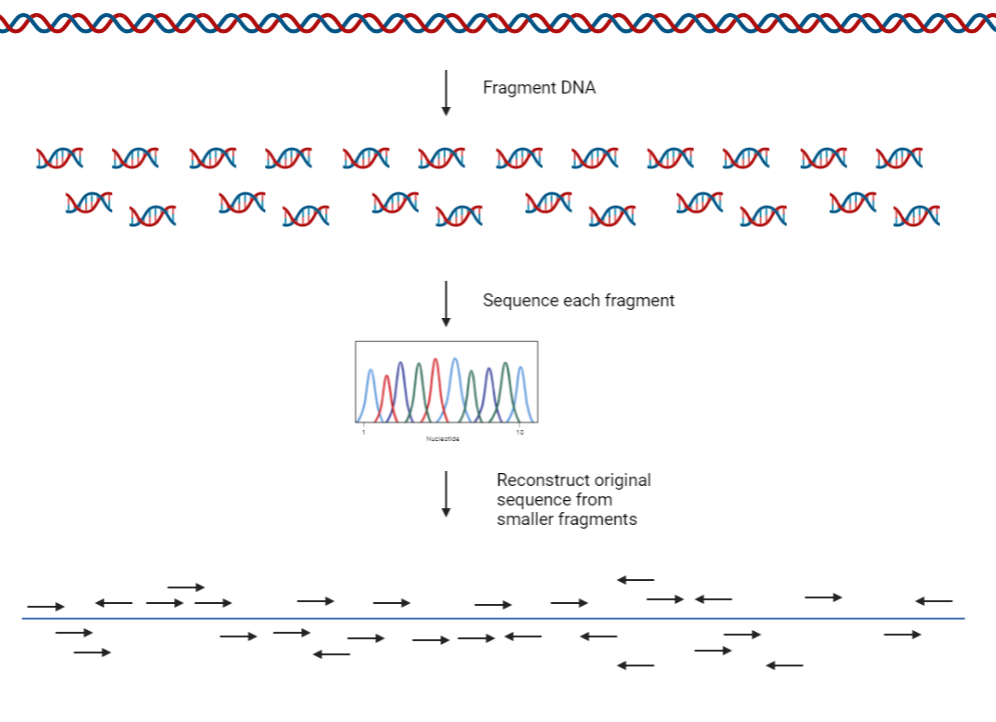 Fragment DNA
Sequence each fragment
1
10
Nucleotide
Reconstruct original
sequence from
smaller fragments